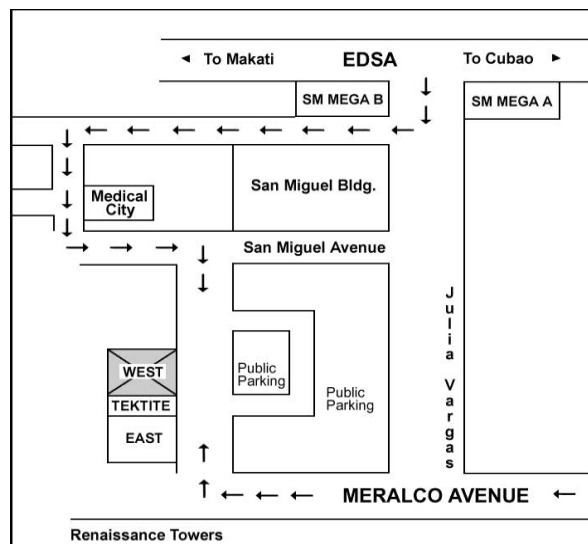 To Makati
EDSA
To Cubao
SM MEGA B
SM MEGA A
San Miguel Bldg.
Medical
City
San Miguel Avenue
Julia Vargas
WEST
TEKTITE
EAST
Public
Parking
Public
Parking
MERALCO AVENUE
Renaissance Towers